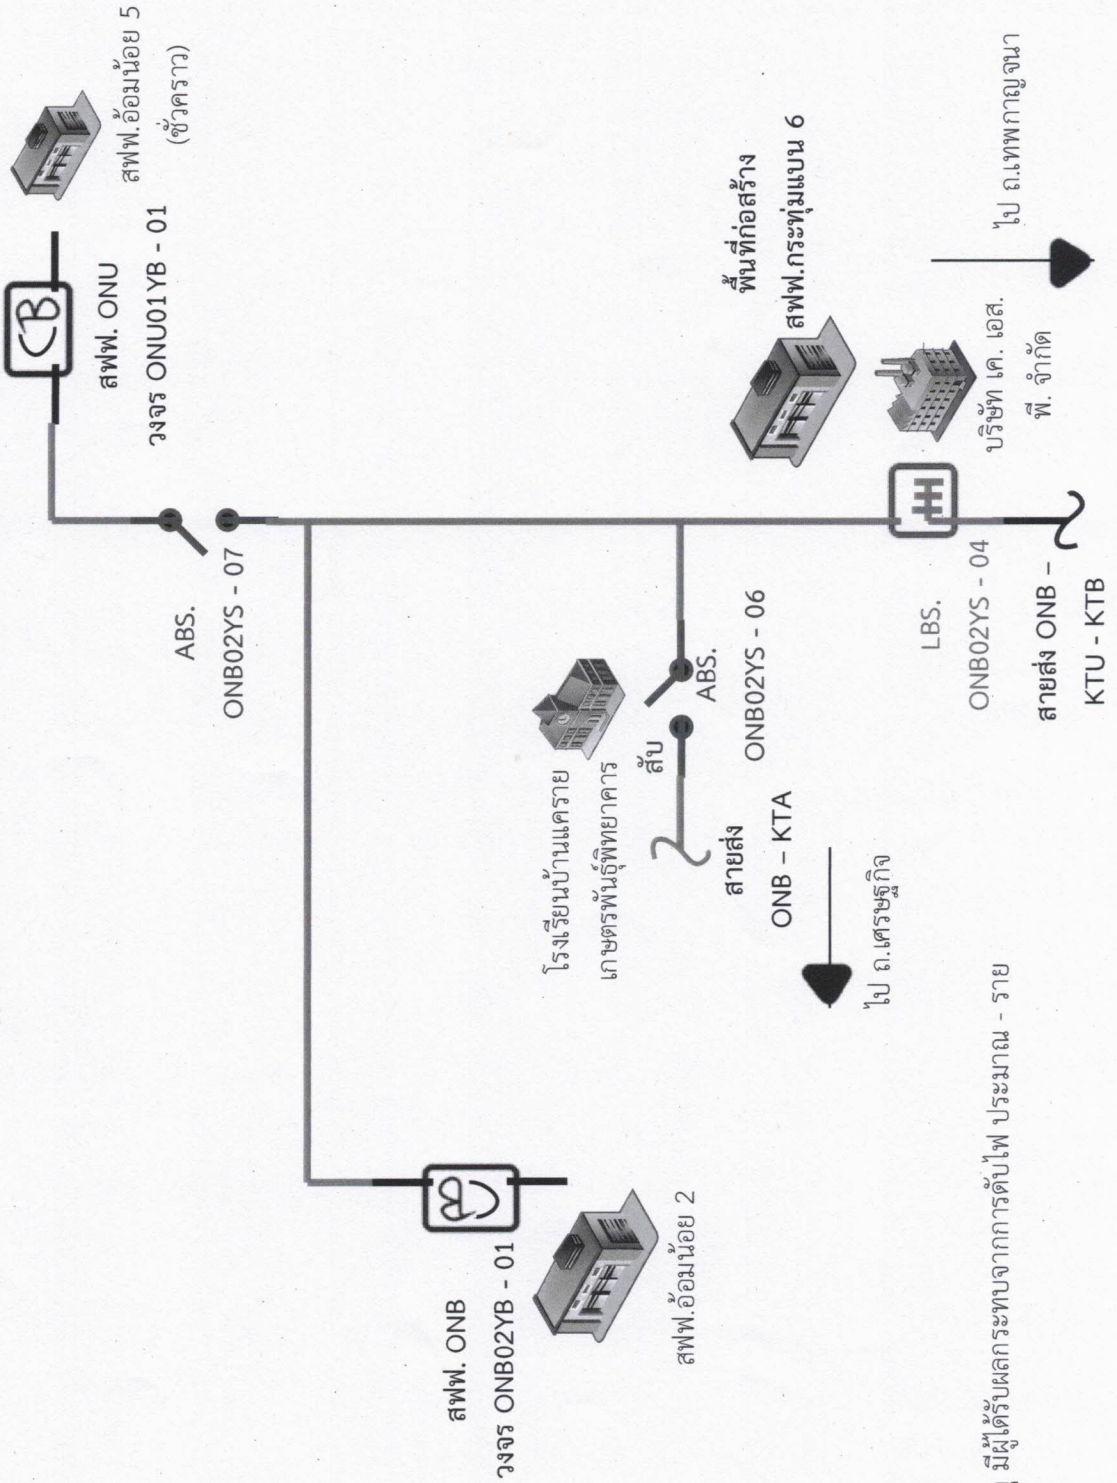 สฟฟ.อ้อมน้อย 5
(ชั่วคราว)
CB
สฟฟ. ONU
วงจร ONU01YB - 01
ABS.
ONB02YS - 07
พื้นที่ก่อสร้าง
สฟฟ.กระทุ่มแบน 6
ไป ถ.เทพกาญจนา
บริษัท เค. เอส.
พี. จำกัด
LBS.
ONB02YS - 04
สายส่ง ONB –
KTU - KTB
โรงเรียนบ้านแคราย
เกษตรพันธุ์พิทยาคาร
สับ
ABS.
ONB02YS - 06
สายส่ง
ONB – KTA
ไป ถ.เศรษฐกิจ
CB
สฟฟ. ONB
วงจร ONB02YB - 01
สฟฟ.อ้อมน้อย 2
มีผู้ได้รับผลกระทบจากการดับไฟ ประมาณ - ราย